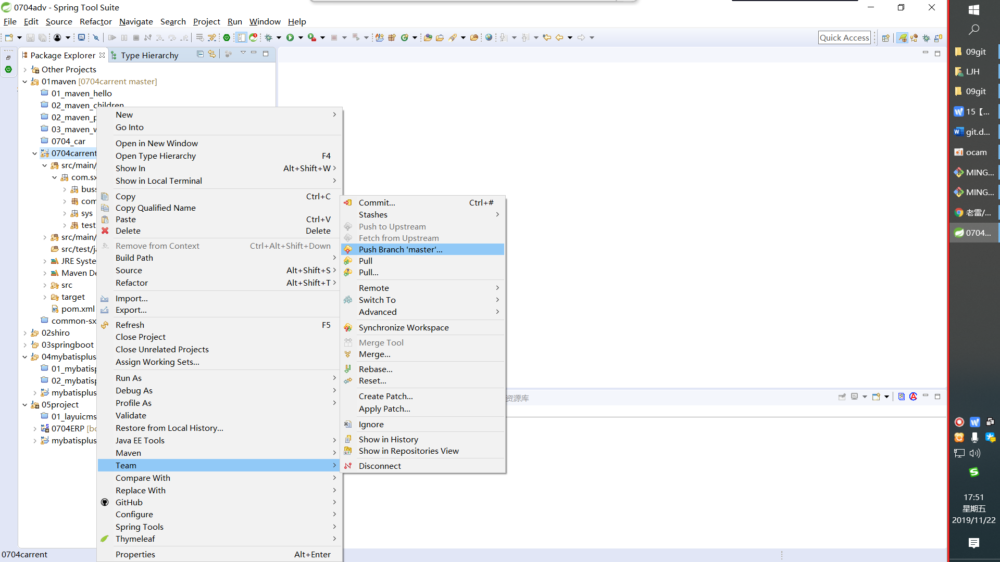 0704adv - Spring Tool Suite
File Edit Source Refactor Navigate Search Project Run Window Help
Quick Access
Package Explorer
Type Hierarchy
Other Projects
01maven [0704carrent master]
01_maven_hello
02_maven_children
02_maven_p
03_maven_w
0704_car
0704carrent
src/main/
com.sx
buss
com
sys
test
src/main/
src/test/ja
JRE Syste
Maven De
src
target
pom.xml
common-sx
02shiro
03springboot
04mybatisplus
01_mybatisp
02_mybatisp
mybatisplus
05project
01_layuicms
0704ERP [bo
mybatisplus
New
Go Into
Open in New Window
Open Type Hierarchy F4
Show In Alt+Shift+W
Show in Local Terminal
Copy Ctrl+C
Copy Qualified Name
Paste Ctrl+V
Delete Delete
Remove from Context Ctrl+Alt+Shift+Down
Build Path
Source Alt+Shift+S
Refactor Alt+Shift+T
Import...
Export...
Refresh F5
Close Project
Close Unrelated Projects
Assign Working Sets...
Run As
Debug As
Profile As
Validate
Restore from Local History...
Java EE Tools
Maven
Team
Compare With
Replace With
GitHub
Configure
Spring Tools
Thymeleaf
Properties Alt+Enter
Commit... Ctrl+#
Stashes
Push to Upstream
Fetch from Upstream
Push Branch 'master'...
Pull
Pull...
Remote
Switch To
Advanced
Synchronize Workspace
Merge Tool
Merge...
Rebase...
Reset...
Create Patch...
Apply Patch...
Ignore
Show in History
Show in Repositories View
Disconnect
资源库
0704carrent
09git
LJH
09git
15【...
git.d...
ocam
MING...
MING...
老雷/...
0704...
17:51
星期五
2019/11/22